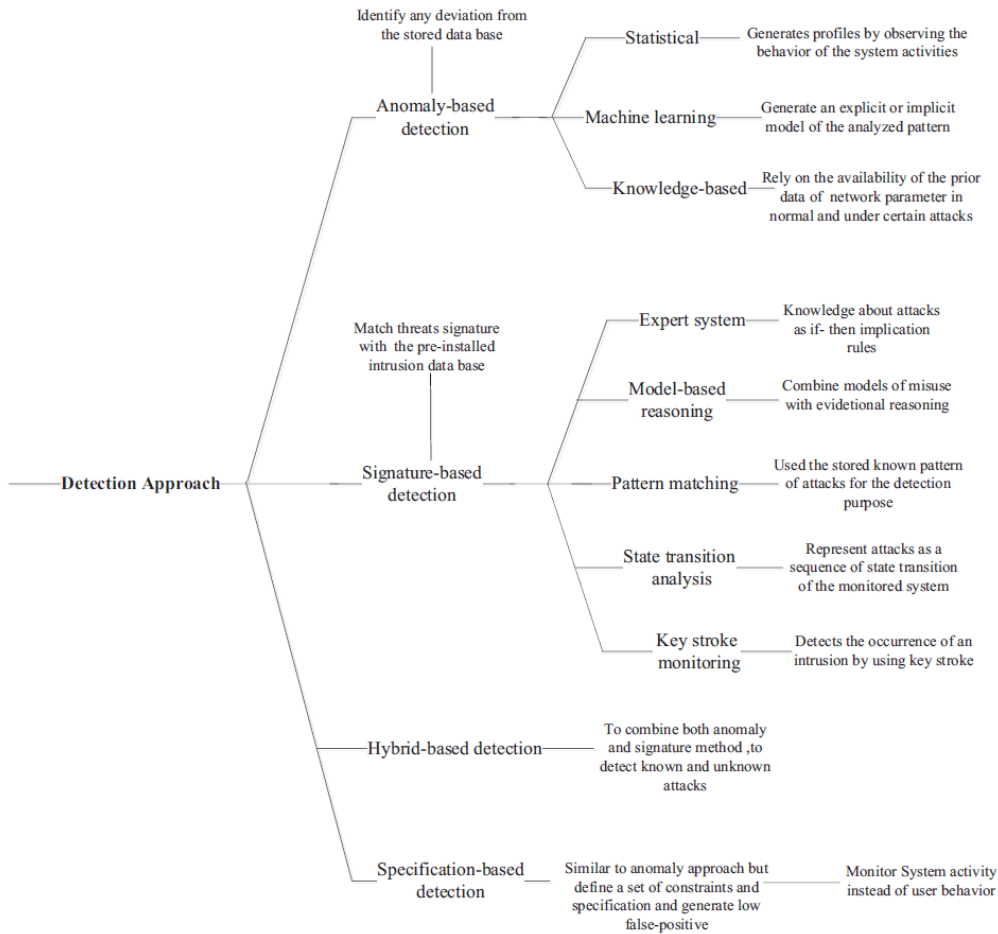 Identify any deviation from
the stored data base
Anomaly-based
detection
Statistical
Generates profiles by observing the
behavior of the system activities
Machine learning
Generate an explicit or implicit
model of the analyzed pattern
Knowledge-based
Rely on the availability of the prior
data of network parameter in
normal and under certain attacks
Detection Approach
Match threats signature
with the pre-installed
intrusion data base
Signature-based
detection
Expert system
Knowledge about attacks
as if- then implication
rules
Model-based
reasoning
Combine models of misuse
with evidetional reasoning
Pattern matching
Used the stored known pattern
of attacks for the detection
purpose
State transition
analysis
Represent attacks as a
sequence of state transition
of the monitored system
Key stroke
monitoring
Detects the occurrence of an
intrusion by using key stroke
Hybrid-based detection
To combine both anomaly
and signature method ,to
detect known and unknown
attacks
Specification-based
detection
Similar to anomaly approach but
define a set of constraints and
specification and generate low
false-positive
Monitor System activity
instead of user behavior